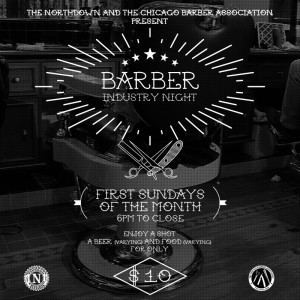 THE NORTHDOWN AND THE CHICAGO BARBER ASSOCIATION
PRESENT
BARBER
INDUSTRY NIGHT
FIRST SUNDAYS
OF THE MONTH
6PM TO CLOSE
ENJOY A SHOT
A BEER (VARYING) AND FOOD (VARYING)
FOR ONLY
$10
N